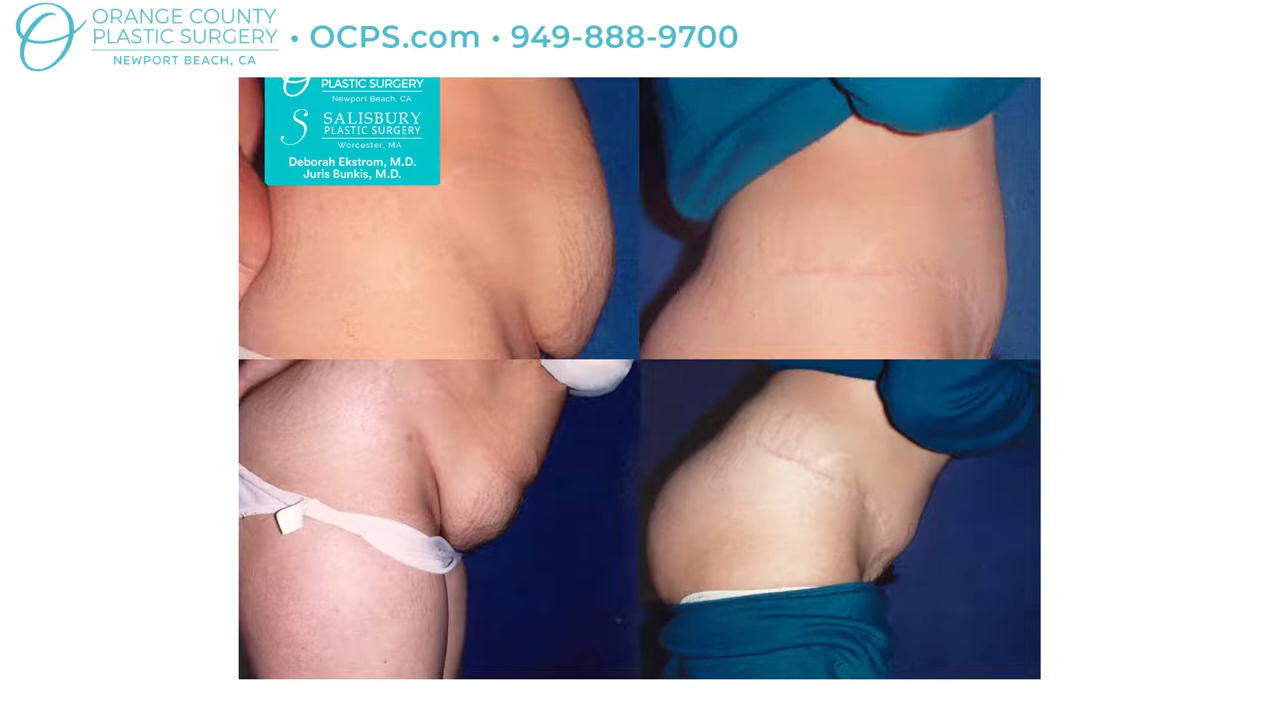 ORANGE COUNTY
PLASTIC SURGERY
NEWPORT BEACH, CA
• OCPS.com • 949-888-9700
PLASTIC SURGERY
Newport Beach, CA
S SALISBURY
PLASTIC SURGERY
Worcester, MA
Deborah Ekstrom, M.D.
Juris Bunkis, M.D.